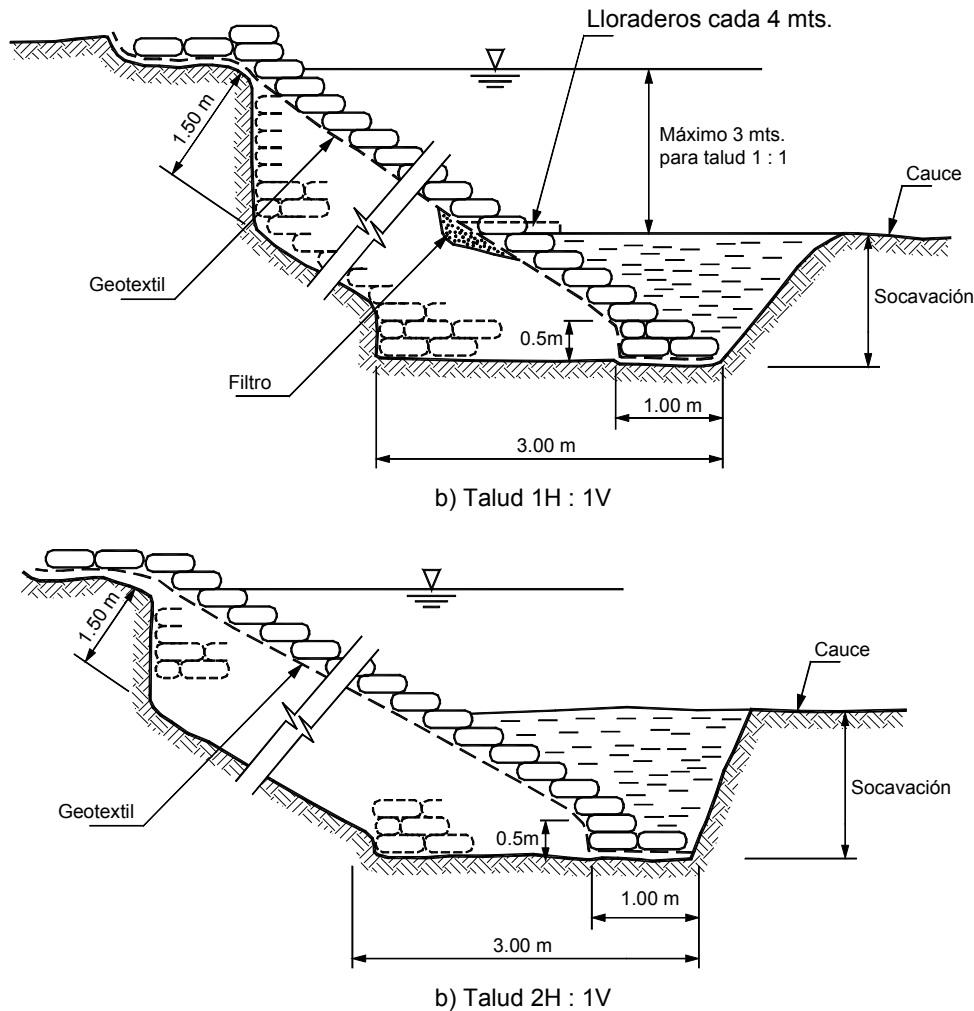 Lloraderos cada 4 mts.
1.50 m
Máximo 3 mts.
para talud 1 : 1
Cauce
Geotextil
Socavación
0.5m
Filtro
1.00 m
3.00 m
b) Talud 1H : 1V
1.50 m
Cauce
Geotextil
Socavación
0.5m
1.00 m
3.00 m
b) Talud 2H : 1V